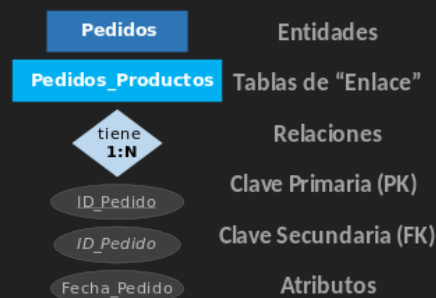 Pedidos Entidades
Pedidos_Productos Tablas de “Enlace”
tiene
1:N
Relaciones
ID_Pedido Clave Primaria (PK)
ID_Pedido Clave Secundaria (FK)
Fecha_Pedido Atributos